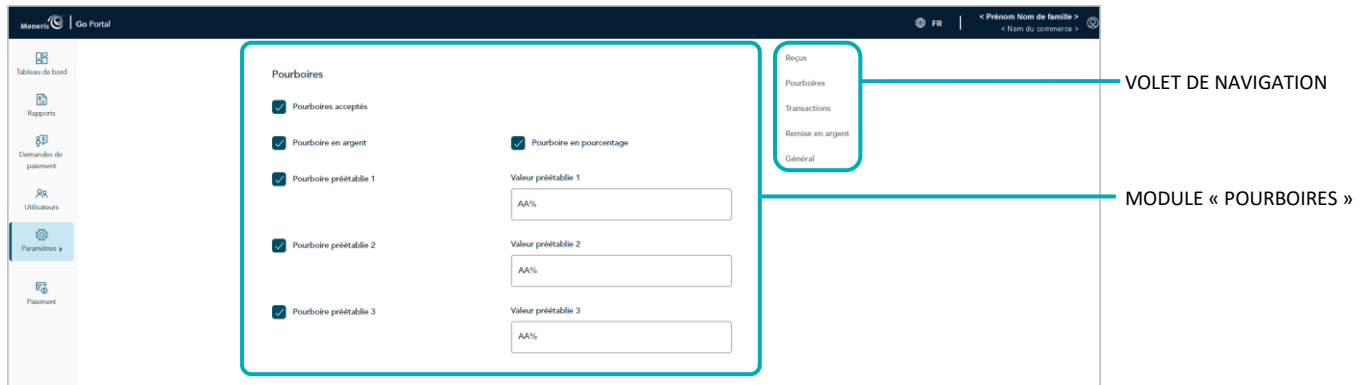 Moneris Go Portal
FR
< Prénom Nom de famille >
< Nom du commerce >
Tableau de bord
Rapports
Demandes de
paiement
Utilisateurs
Paramètres
Paiement
Pourboires
Pourboires acceptés
Pourboire en argent
Pourboire en pourcentage
Pourboire préétablie 1
Valeur préétablie 1
AA%
Pourboire préétablie 2
Valeur préétablie 2
AA%
Pourboire préétablie 3
Valeur préétablie 3
AA%
Reçus
Pourboires
Transactions
Remise en argent
Général
VOLET DE NAVIGATION
MODULE « POURBOIRES »